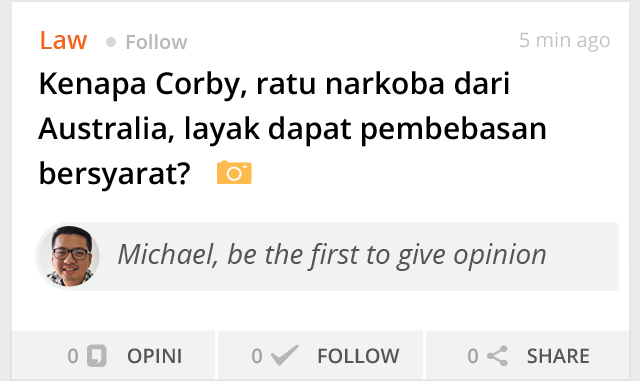 Law Follow 5 min ago
Kenapa Corby, ratu narkoba dari
Australia, layak dapat pembebasan
bersyarat?
Michael, be the first to give opinion
0 OPINI 0 FOLLOW 0 SHARE